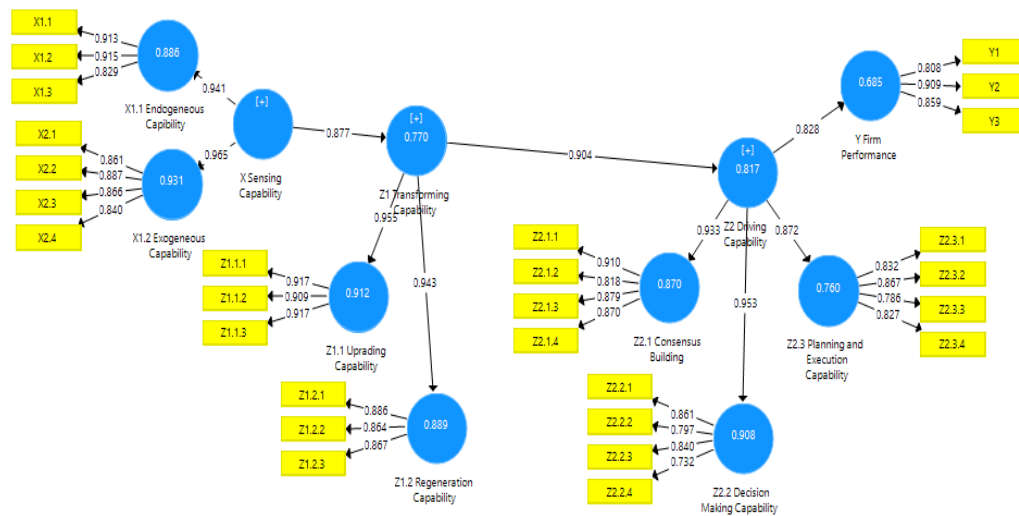 X1.1
X1.2
X1.3
0.913
0.915
0.829
0.886
X1.1 Endogeneous
Capibility
0.941
X2.1
X2.2
X2.3
X2.4
0.861
0.887
0.866
0.840
0.931
X1.2 Exogeneous
Capability
0.965
[+]
X Sensing
Capability
0.877
[+]
0.770
Z1 Transforming
Capability
0.955
0.943
0.904
Z1.1.1
Z1.1.2
Z1.1.3
0.917
0.909
0.917
0.912
Z1.1 Uprading
Capability
Z1.2.1
Z1.2.2
Z1.2.3
0.886
0.864
0.867
0.889
Z1.2 Regeneration
Capability
[+]
0.817
Z2 Driving
Capability
0.828
0.685
Y Firm
Performance
0.808
0.909
0.859
Y1
Y2
Y3
0.933
0.953
0.872
Z2.1.1
Z2.1.2
Z2.1.3
Z2.1.4
0.910
0.818
0.879
0.870
0.870
Z2.1 Consensus
Building
Z2.2.1
Z2.2.2
Z2.2.3
Z2.2.4
0.861
0.797
0.840
0.732
0.908
Z2.2 Decision
Making Capability
0.760
Z2.3 Planning and
Execution
Capability
0.832
0.867
0.786
0.827
Z2.3.1
Z2.3.2
Z2.3.3
Z2.3.4